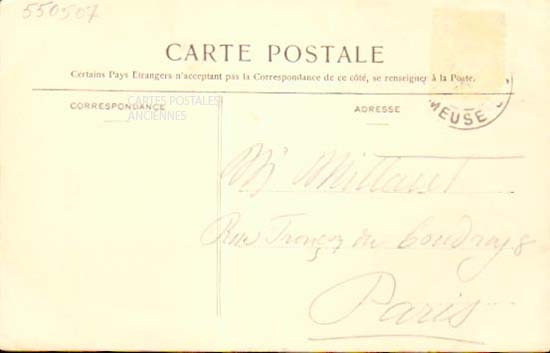 550507
CARTE POSTALE
Certains Pays Etrangers n'acceptant pas la Correspondance de ce côté, se renseigner à la Poste.
CORRESPONDANCE
CARTES POSTALES
ANCIENNES
ADRESSE
MEUSE
Mr
Rue Tronçon du Coudray 8
Paris